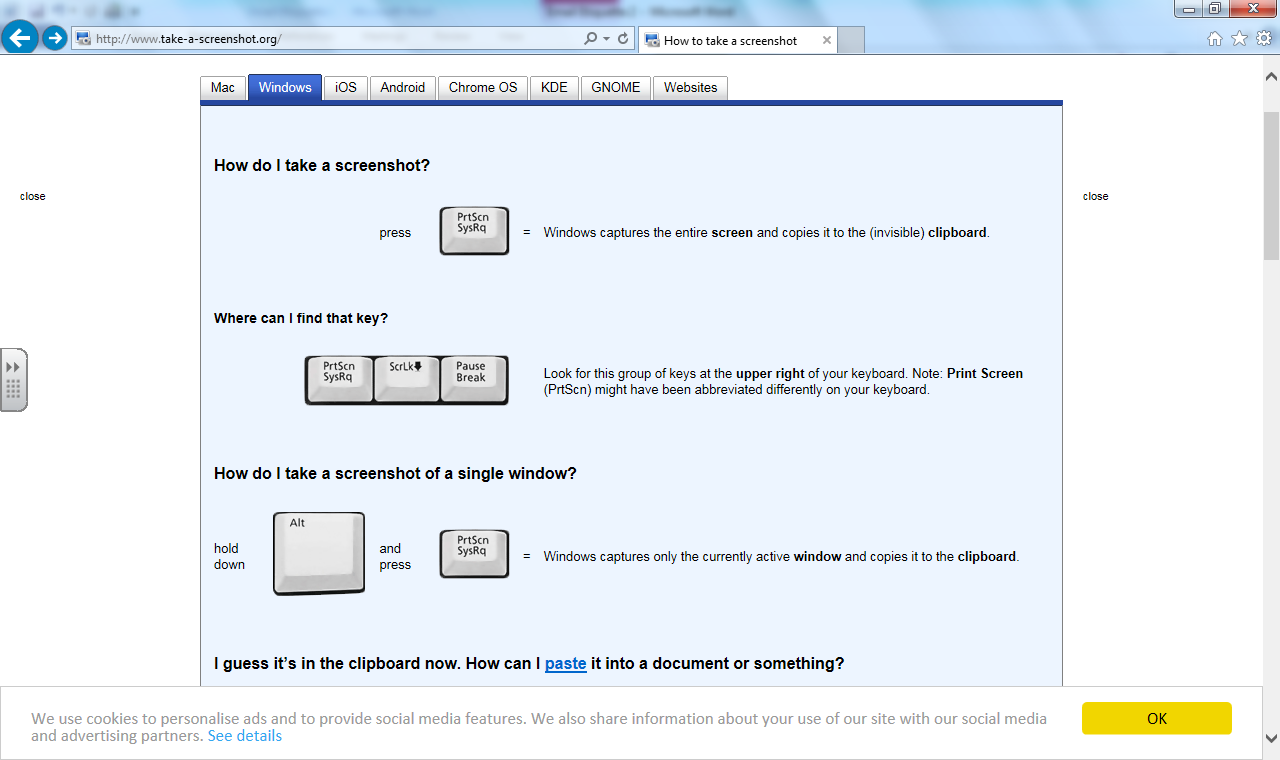 http://www.take-a-screenshot.org/
How to take a screenshot
Mac
Windows
iOS
Android
Chrome OS
KDE
GNOME
Websites
How do I take a screenshot?
close
close
press
PrtScn
SysRq
= Windows captures the entire screen and copies it to the (invisible) clipboard.
Where can I find that key?
PrtScn
SysRq
ScrLk
Pause
Break
Look for this group of keys at the upper right of your keyboard. Note: Print Screen
(PrtScn) might have been abbreviated differently on your keyboard.
How do I take a screenshot of a single window?
hold
down
Alt
and
press
PrtScn
SysRq
= Windows captures only the currently active window and copies it to the clipboard.
I guess it’s in the clipboard now. How can I paste it into a document or something?
We use cookies to personalise ads and to provide social media features. We also share information about your use of our site with our social media
and advertising partners. See details
OK